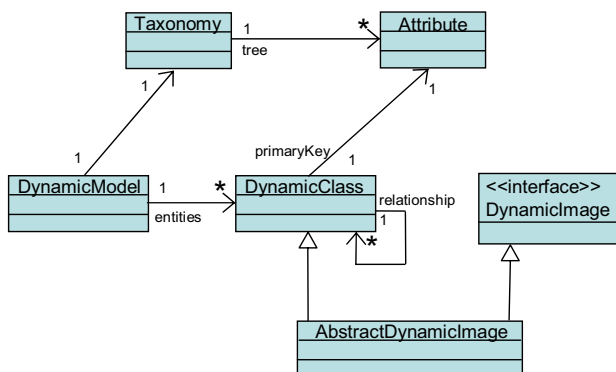 Taxonomy
1
tree
*
Attribute
1
1
primaryKey
1
1
DynamicModel
1
entities
*
DynamicClass
relationship
1
*
<<interface>>
DynamicImage
AbstractDynamicImage